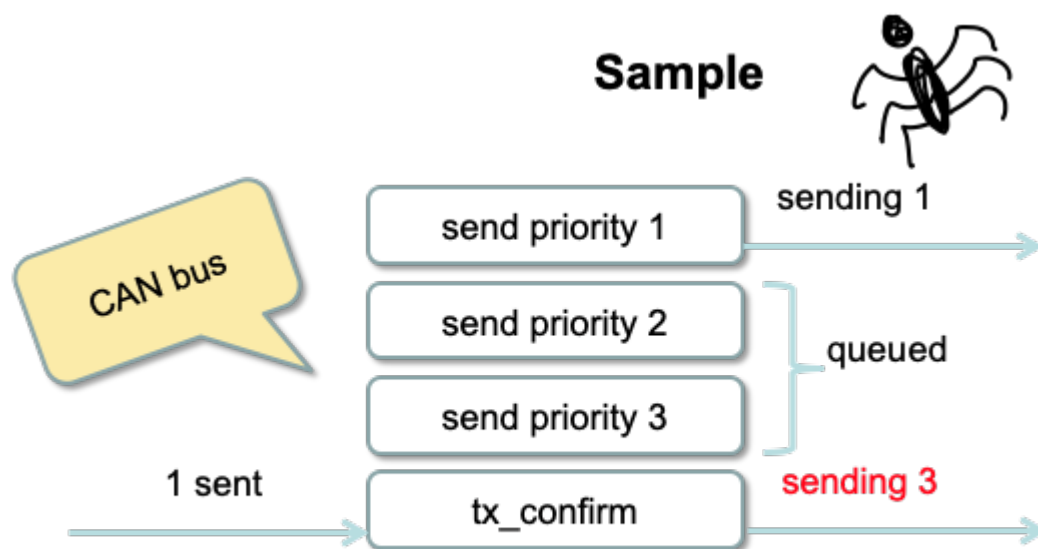 Sample
sending 1
send priority 1
CAN bus
send priority 2
queued
send priority 3
1 sent
sending 3
tx_confirm